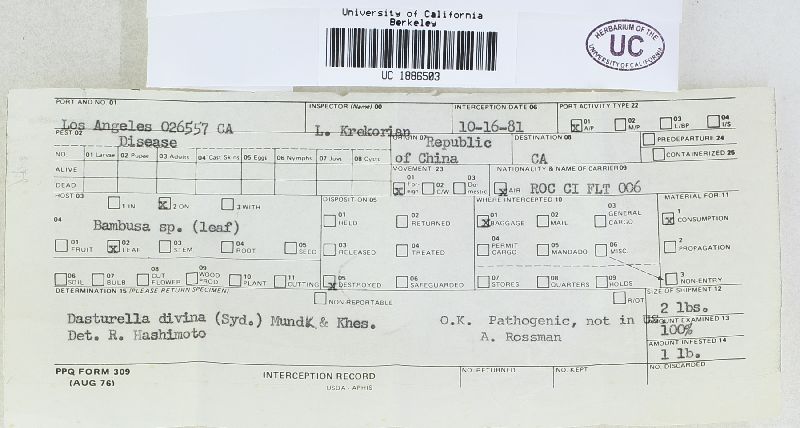 University of California
Berkeley
UC 1886503
HERBARIUM OF THE
UC
UNIVERSITY OF CALIFORNIA
PORT AND NO. 01
INSPECTOR (Name) 00
INTERCEPTION DATE 06
PORT ACTIVITY TYPE 22
Los Angeles 026557 CA
L. Krekorian
10-16-81
X 01 A/P
02 M/P
03 L/BP
04 I/S
PEST 02
Disease
ORIGIN 07
Republic of China
DESTINATION 08
CA
PREDEPARTURE 24
CONTAINERIZED 25
NO.
01 Larvae
02 Pupae
03 Adults
04 Cast Skins
05 Eggs
06 Nymphs
07 Juv.
08 Cysts
ALIVE
DEAD
MOVEMENT 23
X 01 Foreign
02 C/W
03 Domestic
NATIONALITY & NAME OF CARRIER 09
X AIR ROC CI FLT 006
HOST 03
1 IN
X 2 ON
3 WITH
DISPOSITION 05
WHERE INTERCEPTED 10
MATERIAL FOR 11
04
Bambusa sp. (leaf)
01 HELD
02 RETURNED
X 01 BAGGAGE
02 MAIL
03 GENERAL CARGO
X 1 CONSUMPTION
01 FRUIT
X 02 LEAF
03 STEM
04 ROOT
05 SEED
03 RELEASED
04 TREATED
04 PERMIT CARGO
05 MANDADO
06 MISC.
2 PROPAGATION
06 SOIL
07 BULB
08 CUT FLOWER
09 WOOD PROD
10 PLANT
11 CUTTING
X 05 DESTROYED
06 SAFEGUARDED
07 STORES
08 QUARTERS
09 HOLDS
3 NON-ENTRY
DETERMINATION 15 (PLEASE RETURN SPECIMEN)
NON-REPORTABLE
R/OT
SIZE OF SHIPMENT 12
2 lbs.
Dasturella divina (Syd.) Mundk & Khes.
O.K. Pathogenic, not in US
AMOUNT EXAMINED 13
100%
Det. R. Hashimoto
A. Rossman
AMOUNT INFESTED 14
1 lb.
PPQ FORM 309
(AUG 76)
INTERCEPTION RECORD
USDA - APHIS
NO. RETURNED
NO. KEPT
NO. DISCARDED